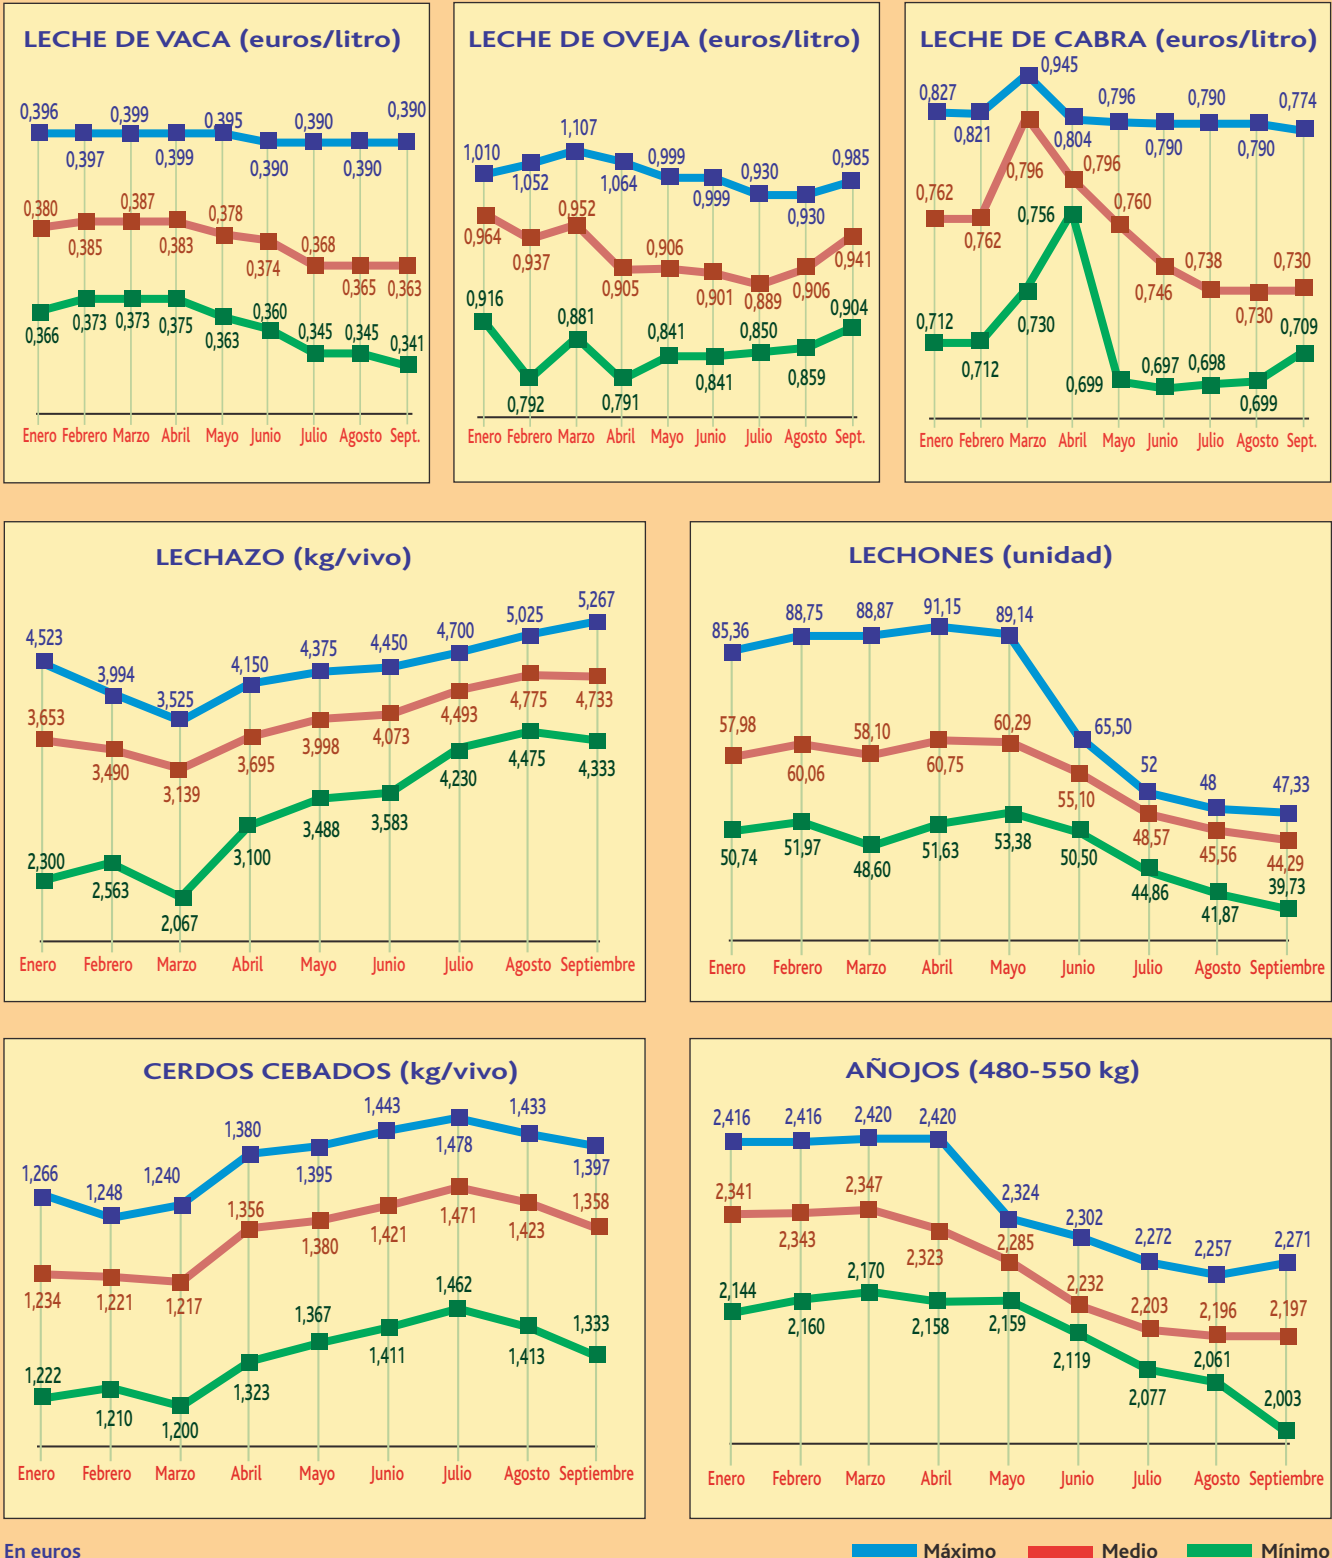 LECHE DE VACA (euros/litro)
0,396 0,397 0,399 0,399 0,395 0,390 0,390 0,390 0,390
0,380 0,385 0,387 0,383 0,378 0,374 0,368 0,365 0,363
0,366 0,373 0,373 0,375 0,363 0,360 0,345 0,345 0,341
Enero Febrero Marzo Abril Mayo Junio Julio Agosto Sept.
LECHE DE OVEJA (euros/litro)
1,010 1,052 1,107 1,064 0,999 0,999 0,930 0,930 0,985
0,964 0,937 0,952 0,905 0,906 0,901 0,889 0,906 0,941
0,916 0,792 0,881 0,791 0,841 0,841 0,850 0,859 0,904
Enero Febrero Marzo Abril Mayo Junio Julio Agosto Sept.
LECHE DE CABRA (euros/litro)
0,827 0,821 0,945 0,804 0,796 0,790 0,790 0,790 0,774
0,762 0,762 0,796 0,796 0,760 0,746 0,738 0,730 0,730
0,712 0,712 0,730 0,756 0,699 0,697 0,698 0,699 0,709
Enero Febrero Marzo Abril Mayo Junio Julio Agosto Sept.
LECHAZO (kg/vivo)
4,523 3,994 3,525 4,150 4,375 4,450 4,700 5,025 5,267
3,653 3,490 3,139 3,695 3,998 4,073 4,493 4,775 4,733
2,300 2,563 2,067 3,100 3,488 3,583 4,230 4,475 4,333
Enero Febrero Marzo Abril Mayo Junio Julio Agosto Septiembre
LECHONES (unidad)
85,36 88,75 88,87 91,15 89,14 65,50 52 48 47,33
57,98 60,06 58,10 60,75 60,29 55,10 48,57 45,56 44,29
50,74 51,97 48,60 51,63 53,38 50,50 44,86 41,87 39,73
Enero Febrero Marzo Abril Mayo Junio Julio Agosto Septiembre
CERDOS CEBADOS (kg/vivo)
1,266 1,248 1,240 1,380 1,395 1,443 1,478 1,433 1,397
1,234 1,221 1,217 1,356 1,380 1,421 1,471 1,423 1,358
1,222 1,210 1,200 1,323 1,367 1,411 1,462 1,413 1,333
Enero Febrero Marzo Abril Mayo Junio Julio Agosto Septiembre
AÑOJOS (480-550 kg)
2,416 2,416 2,420 2,420 2,324 2,302 2,272 2,257 2,271
2,341 2,343 2,347 2,323 2,285 2,232 2,203 2,196 2,197
2,144 2,160 2,170 2,158 2,159 2,119 2,077 2,061 2,003
Enero Febrero Marzo Abril Mayo Junio Julio Agosto Septiembre
En euros
Máximo Medio Mínimo